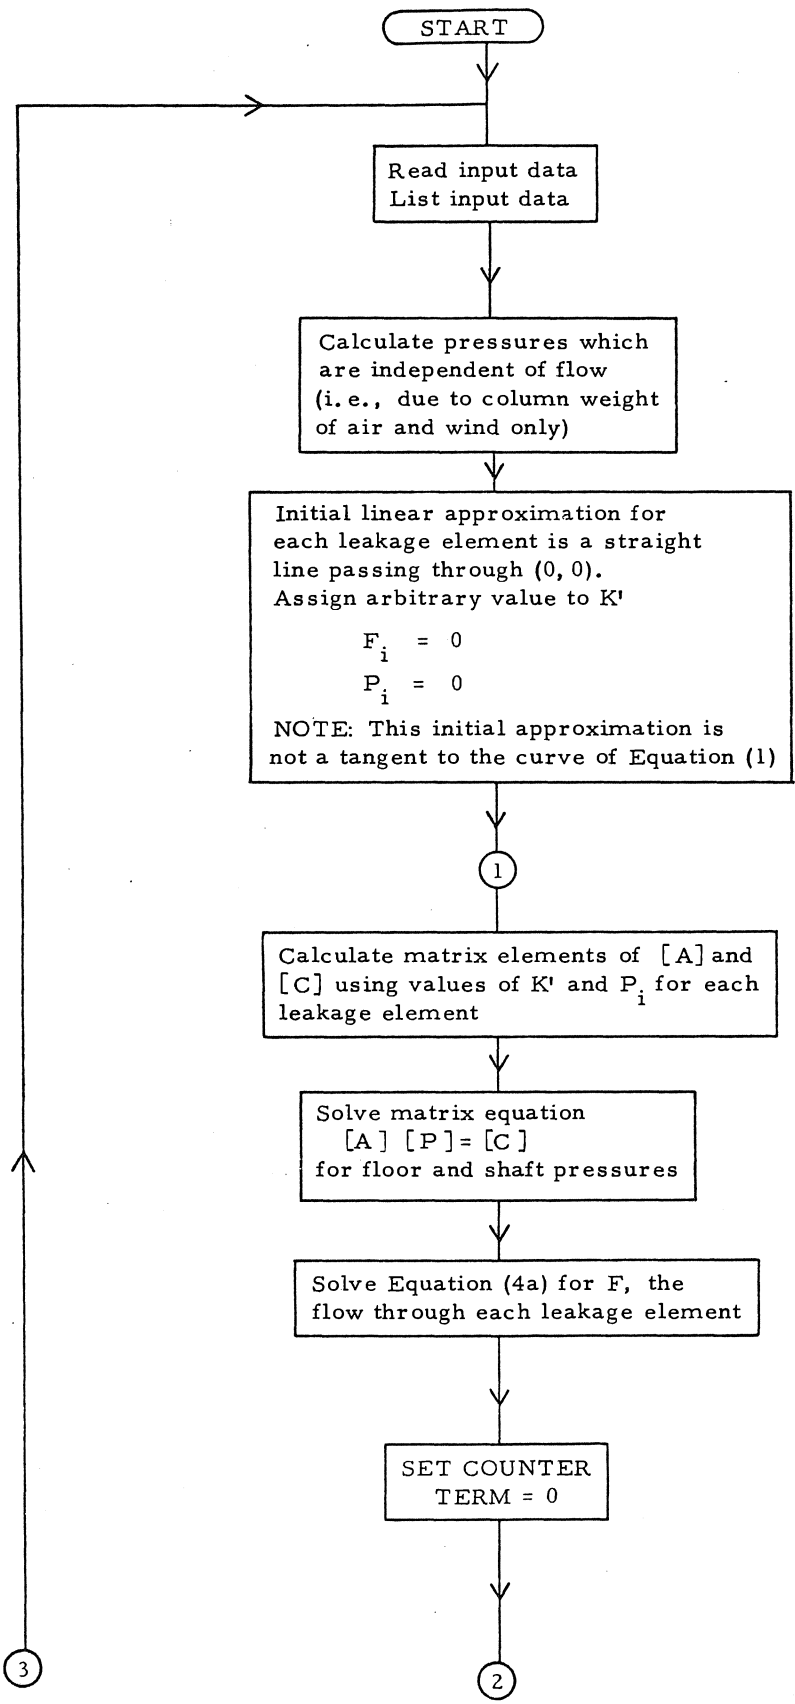 START
Read input data
List input data
Calculate pressures which
are independent of flow
(i.e., due to column weight
of air and wind only)
Initial linear approximation for
each leakage element is a straight
line passing through (0, 0).
Assign arbitrary value to K'
F_i = 0
P_i = 0
NOTE: This initial approximation is
not a tangent to the curve of Equation (1)
1
Calculate matrix elements of [A] and
[C] using values of K' and P_i for each
leakage element
Solve matrix equation
[A] [P] = [C]
for floor and shaft pressures
Solve Equation (4a) for F, the
flow through each leakage element
SET COUNTER
TERM = 0
3
2